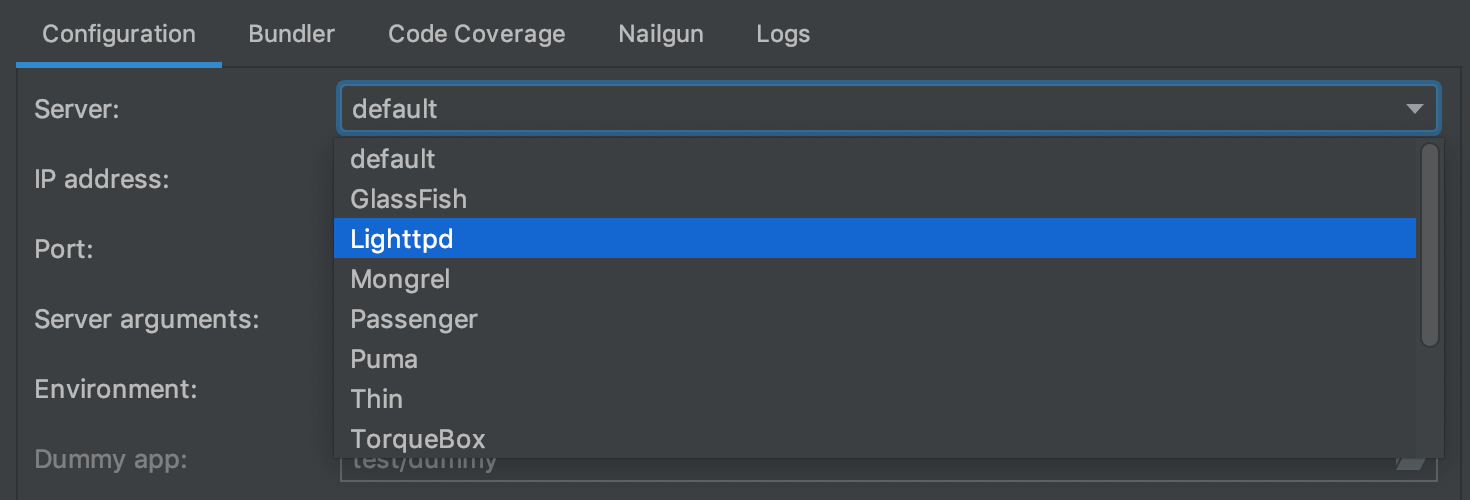 Configuration Bundler Code Coverage Nailgun Logs
Server: default
default
IP address:
GlassFish
Lighttpd
Port:
Mongrel
Server arguments: Passenger
Puma
Environment:
Thin
TorqueBox
Dummy app: test/dummy